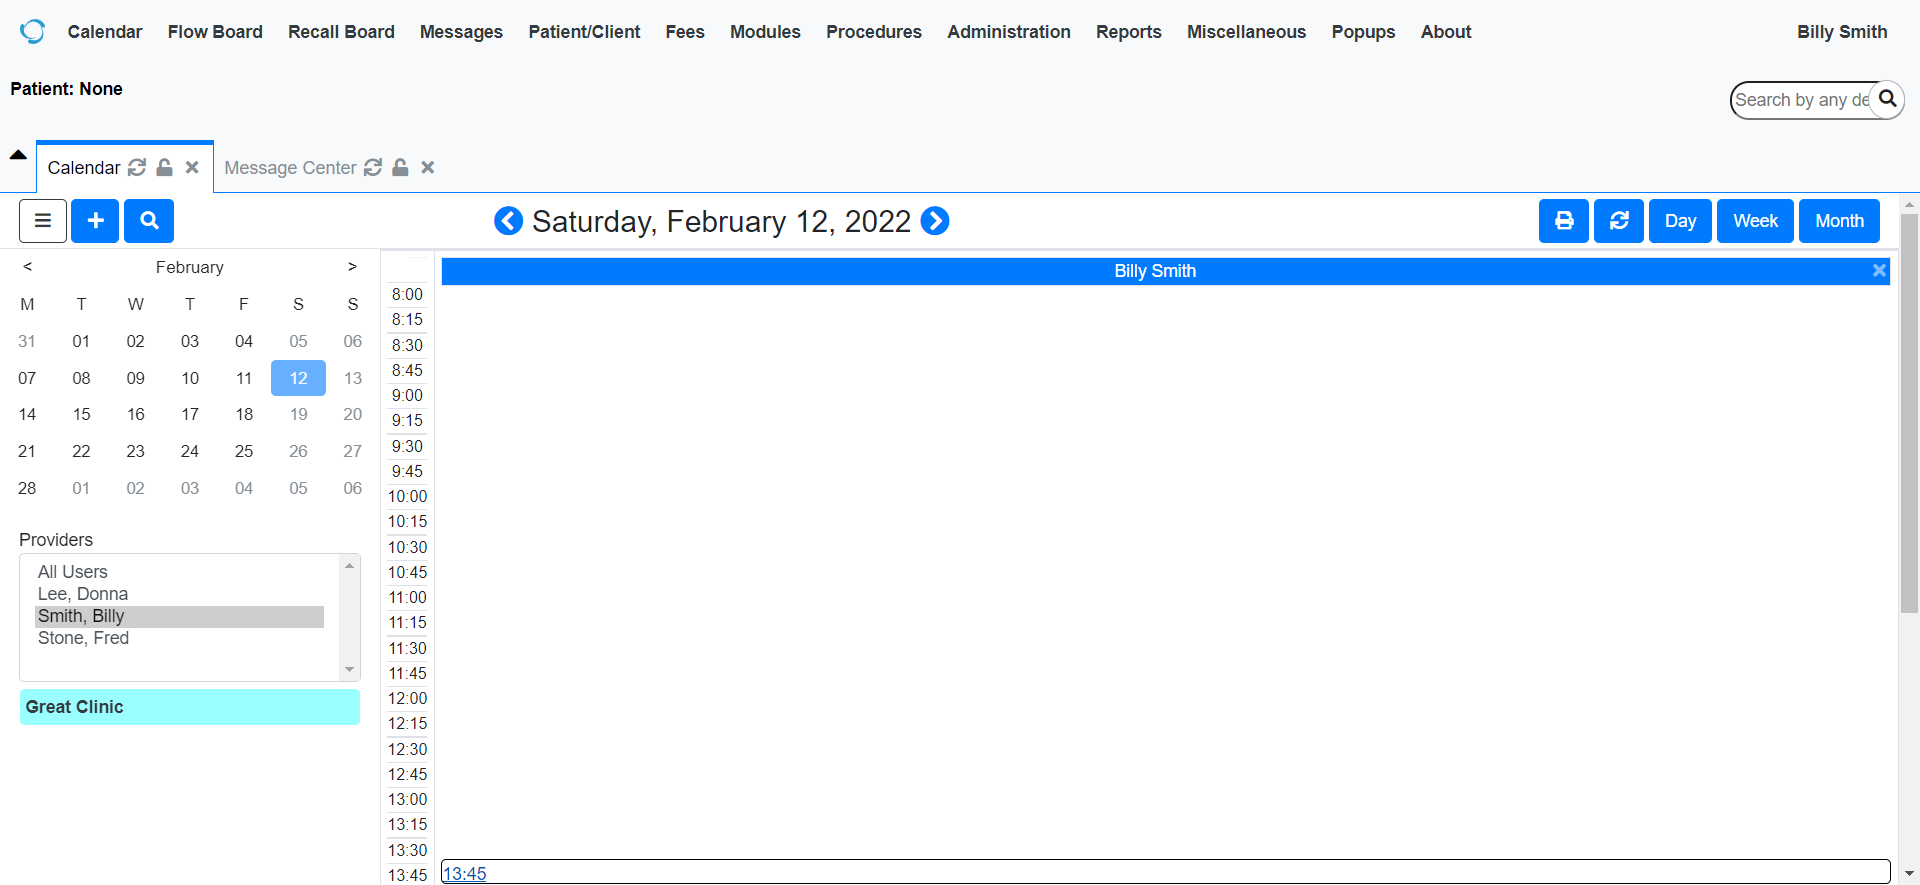 Calendar Flow Board Recall Board Messages Patient/Client Fees Modules Procedures Administration Reports Miscellaneous Popups About Billy Smith
Patient: None
Search by any de
Calendar Message Center
Saturday, February 12, 2022 Day Week Month
< February >
M T W T F S S
31 01 02 03 04 05 06
07 08 09 10 11 12 13
14 15 16 17 18 19 20
21 22 23 24 25 26 27
28 01 02 03 04 05 06
Providers
All Users
Lee, Donna
Smith, Billy
Stone, Fred
Great Clinic
Billy Smith
8:00
8:15
8:30
8:45
9:00
9:15
9:30
9:45
10:00
10:15
10:30
10:45
11:00
11:15
11:30
11:45
12:00
12:15
12:30
12:45
13:00
13:15
13:30
13:45 13:45